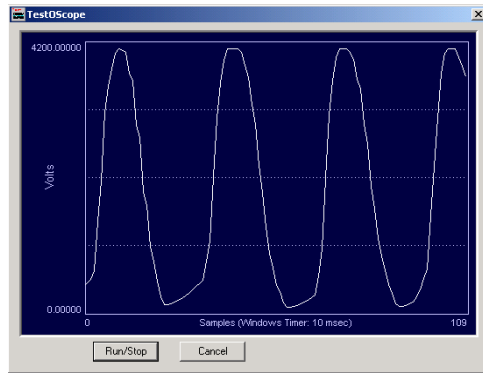 TestOScope
4200.00000
Volts
0.00000
0
Samples (Windows Timer: 10 msec)
109
Run/Stop
Cancel